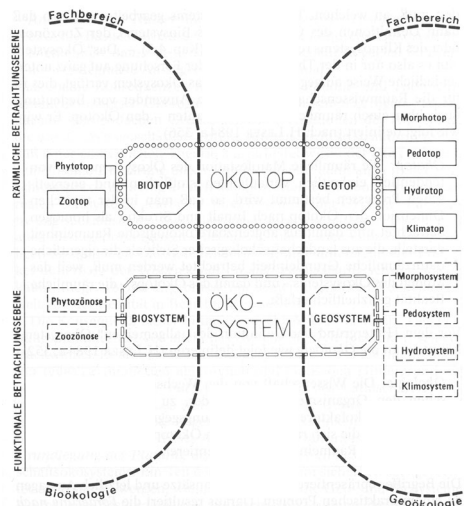 Fachbereich
Fachbereich
RÄUMLICHE BETRACHTUNGSEBENE
Morphotop
Phytotop
Pedotop
BIOTOP
ÖKOTOP
GEOTOP
Zootop
Hydrotop
Klimatop
FUNKTIONALE BETRACHTUNGSEBENE
Morphosystem
Phytozönose
Pedosystem
BIOSYSTEM
ÖKO-
SYSTEM
GEOSYSTEM
Zoozönose
Hydrosystem
Klimosystem
Bioökologie
Geoökologie